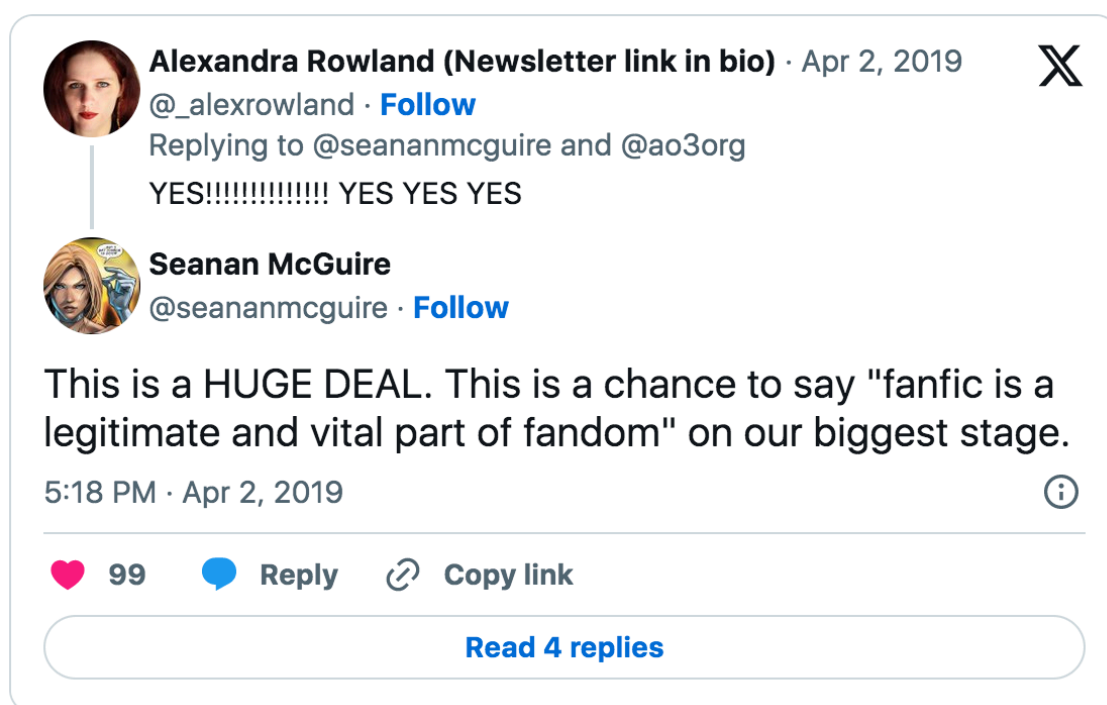 Alexandra Rowland (Newsletter link in bio) · Apr 2, 2019
@_alexrowland · Follow
Replying to @seananmcguire and @ao3org
YES!!!!!!!!!!!!!! YES YES YES
Seanan McGuire
@seananmcguire · Follow
This is a HUGE DEAL. This is a chance to say "fanfic is a
legitimate and vital part of fandom" on our biggest stage.
5:18 PM · Apr 2, 2019
99 Reply Copy link
Read 4 replies